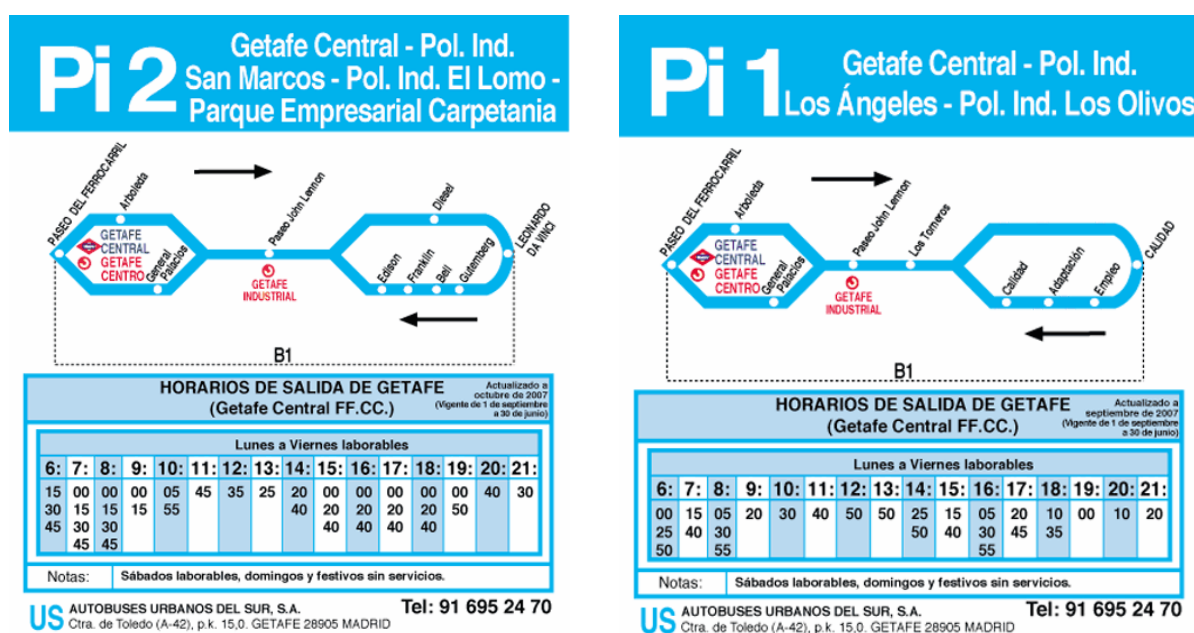 Pi 2
Getafe Central - Pol. Ind.
San Marcos - Pol. Ind. El Lomo -
Parque Empresarial Carpetania
PASEO DEL FERROCARRIL
Arboleda
GETAFE
CENTRAL
GETAFE
CENTRO
General
Palacios
Paseo John Lennon
GETAFE
INDUSTRIAL
Diesel
Edison
Franklin
Bell
Gutemberg
LEONARDO
DA VINCI
B1
HORARIOS DE SALIDA DE GETAFE
(Getafe Central FF.CC.)
Actualizado a
octubre de 2007
(Vigente de 1 de septiembre
a 30 de junio)
Lunes a Viernes laborables
6: 7: 8: 9: 10: 11: 12: 13: 14: 15: 16: 17: 18: 19: 20: 21:
15 00 00 00 05 45 35 25 20 00 00 00 00 00 40 30
30 15 15 15 55 40 20 20 20 20 50
45 30 30 40 40 40 40
45 45
Notas: Sábados laborables, domingos y festivos sin servicios.
US AUTOBUSES URBANOS DEL SUR, S.A. Tel: 91 695 24 70
Ctra. de Toledo (A-42), p.k. 15,0. GETAFE 28905 MADRID
Pi 1
Getafe Central - Pol. Ind.
Los Ángeles - Pol. Ind. Los Olivos
PASEO DEL FERROCARRIL
Arboleda
GETAFE
CENTRAL
GETAFE
CENTRO
General
Palacios
Paseo John Lennon
GETAFE
INDUSTRIAL
Los Torneros
Calidad
Adaptación
Empleo
CALIDAD
B1
HORARIOS DE SALIDA DE GETAFE
(Getafe Central FF.CC.)
Actualizado a
septiembre de 2007
(Vigente de 1 de septiembre
a 30 de junio)
Lunes a Viernes laborables
6: 7: 8: 9: 10: 11: 12: 13: 14: 15: 16: 17: 18: 19: 20: 21:
00 15 05 20 30 40 50 50 25 15 05 20 10 00 10 20
25 40 30 50 40 30 45 35
50 55 55
Notas: Sábados laborables, domingos y festivos sin servicios.
US AUTOBUSES URBANOS DEL SUR, S.A. Tel: 91 695 24 70
Ctra. de Toledo (A-42), p.k. 15,0. GETAFE 28905 MADRID